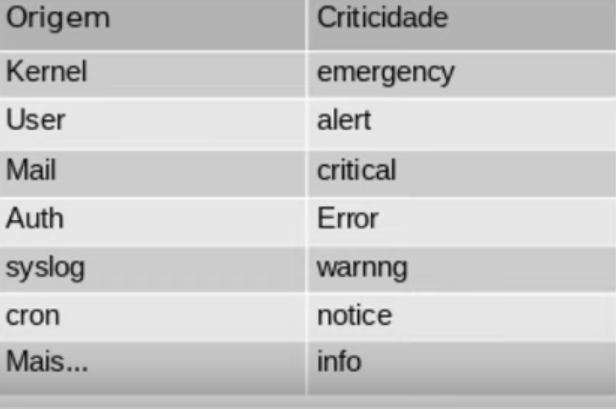 Origem Criticidade
Kernel emergency
User alert
Mail critical
Auth Error
syslog warnng
cron notice
Mais... info